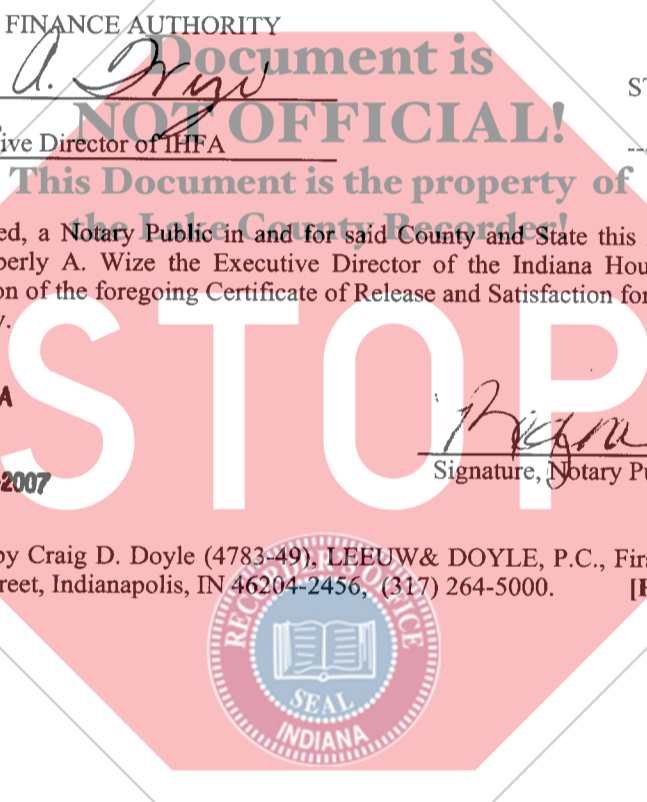 FINANCE AUTHORITY
Document is
A.
ST
NOT OFFICIAL!
ive Director of IHFA
This Document is the property of
the Lake County Recorder!
ed, a Notary Public in and for said County and State this
berly A. Wize the Executive Director of the Indiana Hou
on of the foregoing Certificate of Release and Satisfaction for
y.
STOP
A
Signature, Notary Pu
2007
by Craig D. Doyle (4783-49), LEEUW& DOYLE, P.C., Firs
reet, Indianapolis, IN 46204-2456, (317) 264-5000.
RECORDER'S OFFICE
SEAL
INDIANA